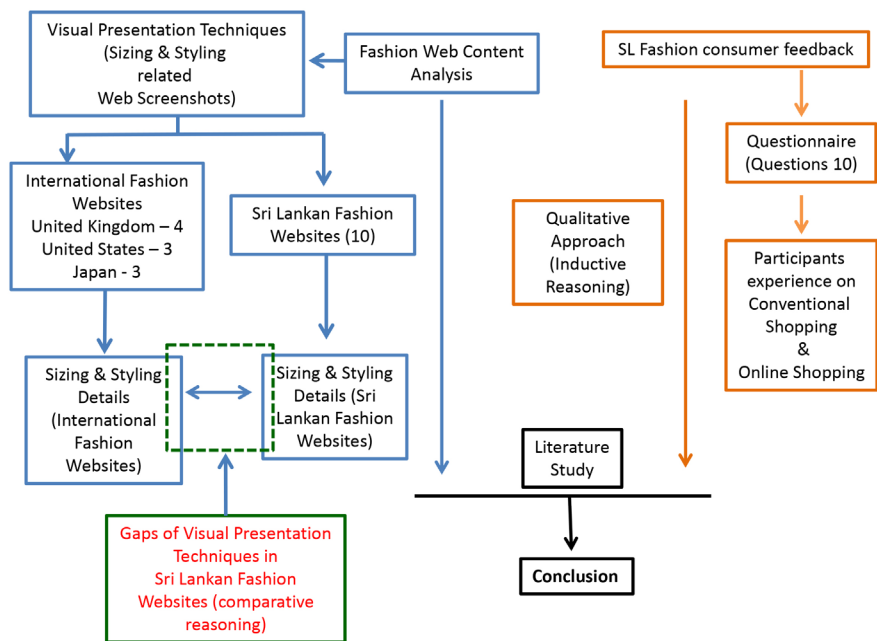 Visual Presentation Techniques
(Sizing & Styling
related
Web Screenshots)
Fashion Web Content
Analysis
SL Fashion consumer feedback
International Fashion
Websites
United Kingdom – 4
United States – 3
Japan - 3
Sri Lankan Fashion
Websites (10)
Qualitative
Approach
(Inductive
Reasoning)
Questionnaire
(Questions 10)
Participants
experience on
Conventional
Shopping
&
Online Shopping
Sizing & Styling
Details
(International
Fashion
Websites)
Sizing & Styling
Details (Sri
Lankan Fashion
Websites)
Literature
Study
Gaps of Visual Presentation
Techniques in
Sri Lankan Fashion
Websites (comparative
reasoning)
Conclusion